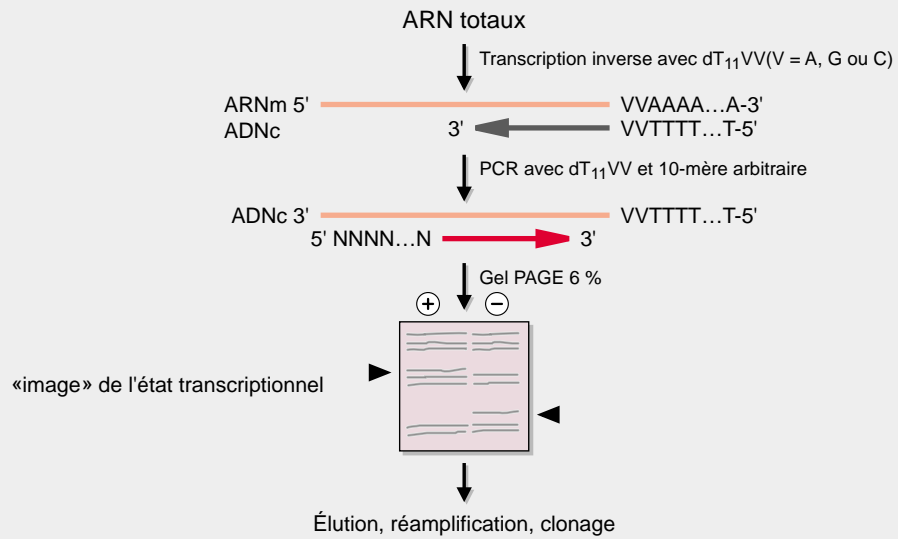 ARN totaux
Transcription inverse avec dT11VV(V = A, G ou C)
ARNm 5' VVAAAA…A-3'
ADNc 3' VVTTTT…T-5'
PCR avec dT11VV et 10-mère arbitraire
ADNc 3' VVTTTT…T-5'
5' NNNN…N 3'
Gel PAGE 6 %
+ −
«image» de l'état transcriptionnel
Élution, réamplification, clonage